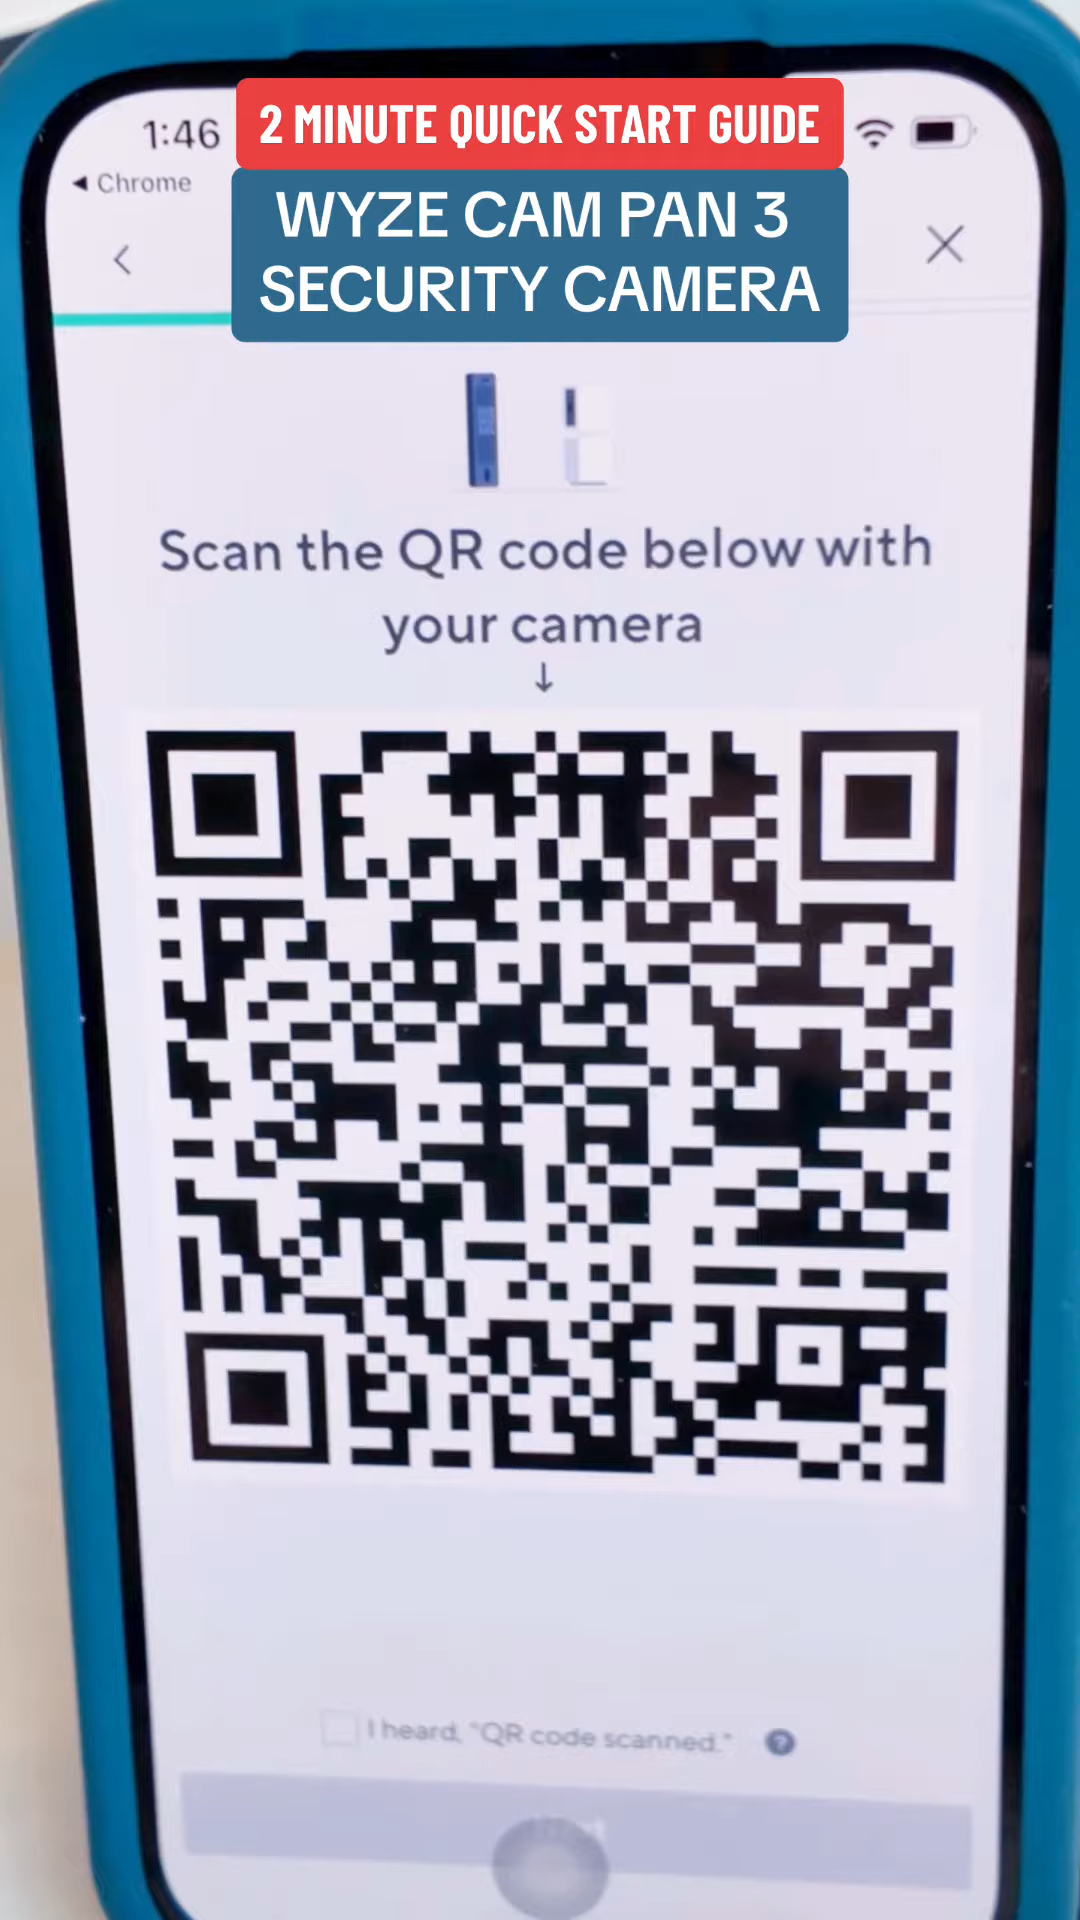 2 MINUTE QUICK START GUIDE
1:46
WYZE CAM PAN 3
SECURITY CAMERA
Chrome
Scan the QR code below with
your camera
I heard, "QR code scanned."
?